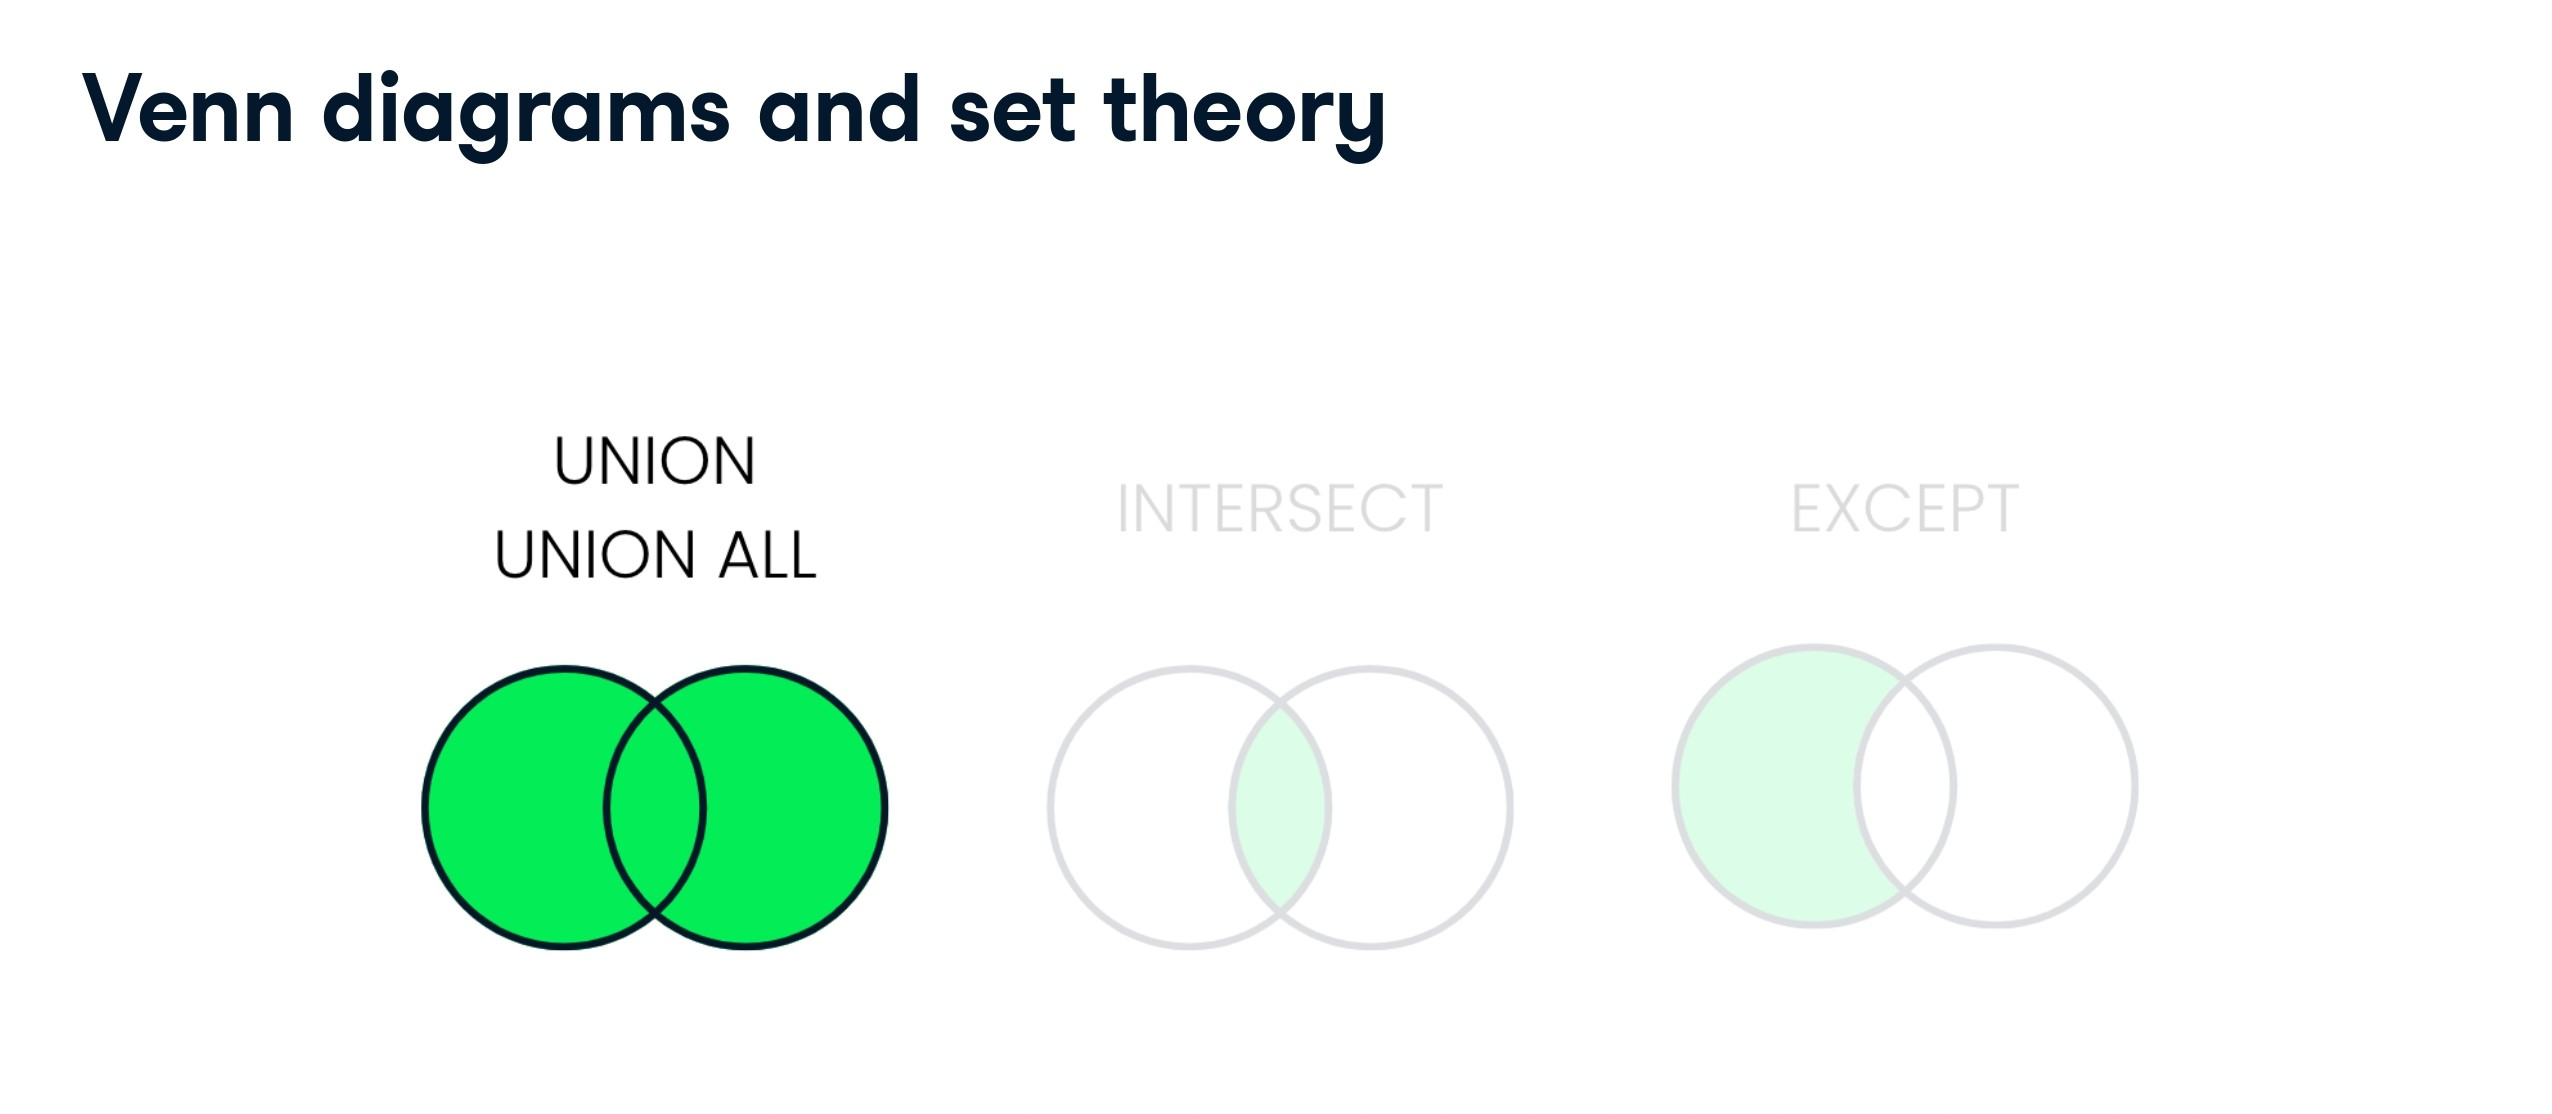 Venn diagrams and set theory
UNION
UNION ALL
INTERSECT
EXCEPT